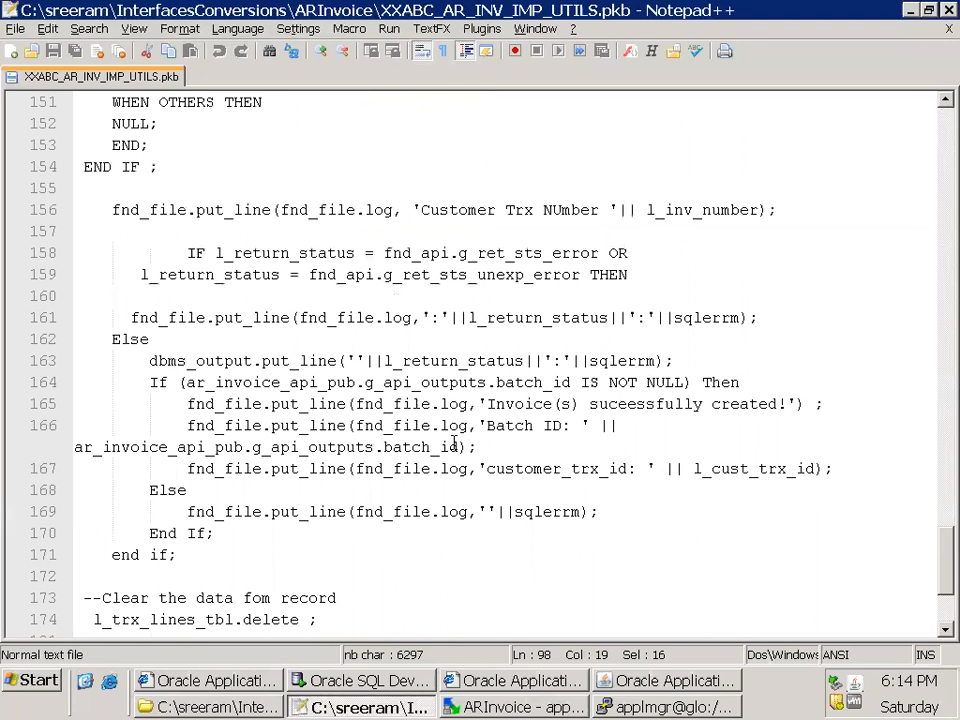 C:\sreeram\InterfacesConversions\ARInvoice\XXABC_AR_INV_IMP_UTILS.pkb - Notepad++
File Edit Search View Format Language Settings Macro Run TextFX Plugins Window ? X
XXABC_AR_INV_IMP_UTILS.pkb
151 WHEN OTHERS THEN
152 NULL;
153 END;
154 END IF ;
155
156 fnd_file.put_line(fnd_file.log, 'Customer Trx NUmber '|| l_inv_number);
157
158 IF l_return_status = fnd_api.g_ret_sts_error OR
159 l_return_status = fnd_api.g_ret_sts_unexp_error THEN
160
161 fnd_file.put_line(fnd_file.log,':'||l_return_status||':'||sqlerrm);
162 Else
163 dbms_output.put_line(''||l_return_status||':'||sqlerrm);
164 If (ar_invoice_api_pub.g_api_outputs.batch_id IS NOT NULL) Then
165 fnd_file.put_line(fnd_file.log,'Invoice(s) suceessfully created!') ;
166 fnd_file.put_line(fnd_file.log,'Batch ID: ' ||
ar_invoice_api_pub.g_api_outputs.batch_id);
167 fnd_file.put_line(fnd_file.log,'customer_trx_id: ' || l_cust_trx_id);
168 Else
169 fnd_file.put_line(fnd_file.log,''||sqlerrm);
170 End If;
171 end if;
172
173 --Clear the data fom record
174 l_trx_lines_tbl.delete ;
Normal text file nb char : 6297 Ln : 98 Col : 19 Sel : 16 Dos\Windows ANSI INS
Start Oracle Applicati... Oracle SQL Dev... Oracle Applicati... Oracle Applicati... 6:14 PM
C:\sreeram\Inte... C:\sreeram\I... ARInvoice - app... applmgr@glo:/... Saturday